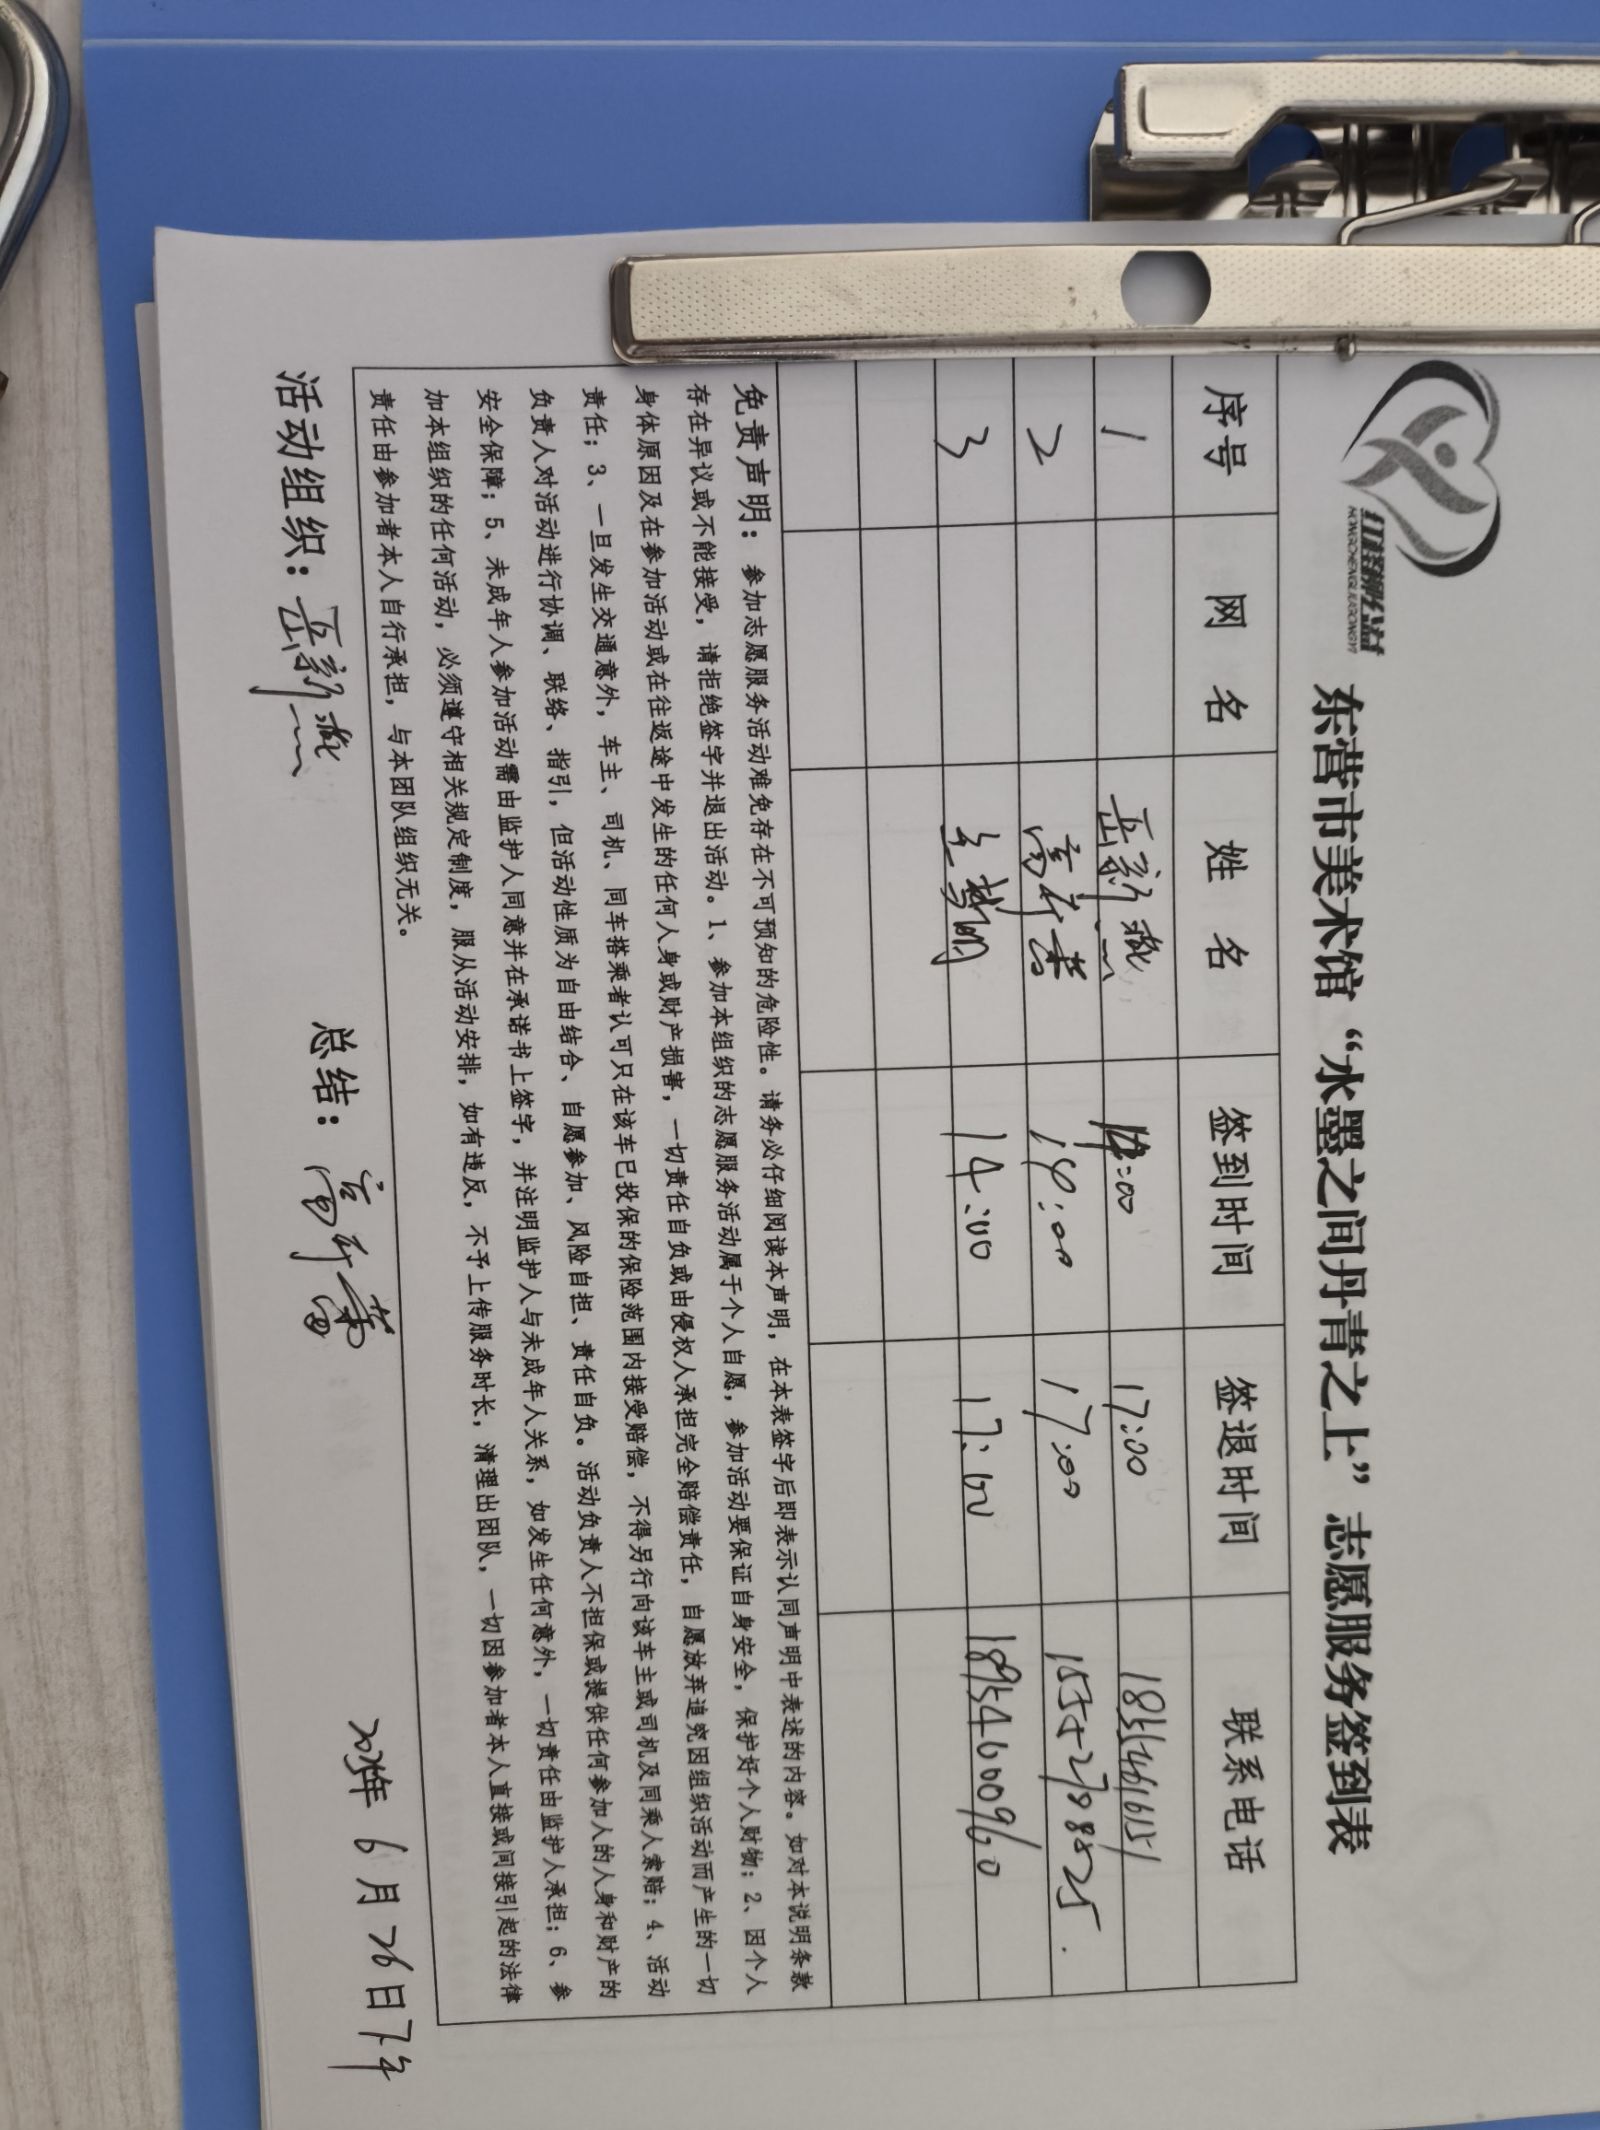 红蜻蜓公益
东营市美术馆“水墨之间丹青之上”志愿服务签到表
序号 网名 姓名 签到时间 签退时间 联系电话
1 岳新 14:00 17:00
2 高 14:00 17:00 15552798525
3 王梦娟 14:00 17:00 18954600960
免责声明：参加志愿服务活动难免存在不可预知的危险性。请务必仔细阅读本声明，在本表签字后即表示认同声明中表述的内容。如对本说明条款
存在异议或不能接受，请拒绝签字并退出活动。1、参加本组织的志愿服务活动属于个人自愿，参加活动要保证自身安全，保护好个人财物；2、因个人
身体原因及在参加活动或在往返途中发生的任何人身或财产损害，一切责任自负或由侵权人承担完全赔偿责任，自愿放弃追究因组织活动而产生的一切
责任；3、一旦发生交通意外，车主、司机、同车搭乘者认可只在该车已投保的保险范围内接受赔偿，不得另行向该车主或司机及同乘人索赔；4、活动
负责人对活动进行协调、联络、指引，但活动性质为自由结合、自愿参加、风险自担、责任自负。活动负责人不担保或提供任何参加人的人身和财产的
安全保障；5、未成年人参加活动需由监护人同意并在承诺书上签字，并注明监护人与未成年人关系，如发生任何意外，一切责任由监护人承担；6、参
加本组织的任何活动，必须遵守相关规定制度，服从活动安排，如有违反，不予上传服务时长，清理出团队，一切因参加者本人直接或间接引起的法律
责任由参加者本人自行承担，与本团队组织无关。
活动组织：岳新 总结：高 年 6月26日下午